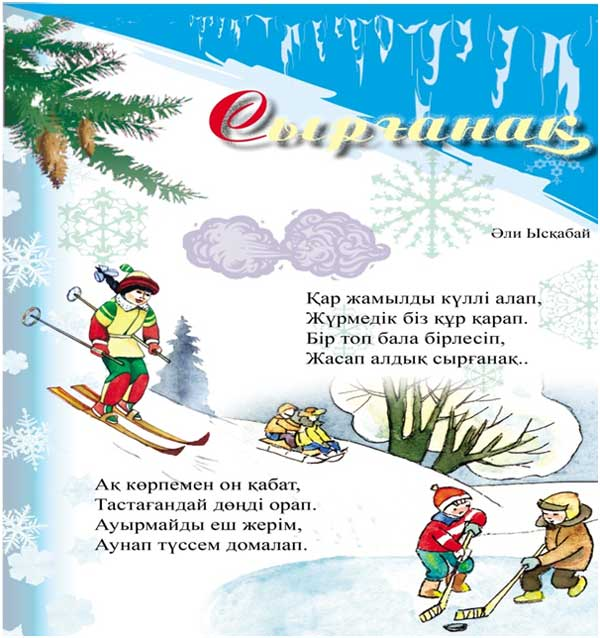 Сырғанақ
Әли Ысқабай
Қар жамылды күллі алап,
Жүрмедік біз құр қарап.
Бір топ бала бірлесіп,
Жасап алдық сырғанақ..
Ақ көрпемен он қабат,
Тастағандай дөңді орап.
Ауырмайды еш жерім,
Аунап түссем домалап.